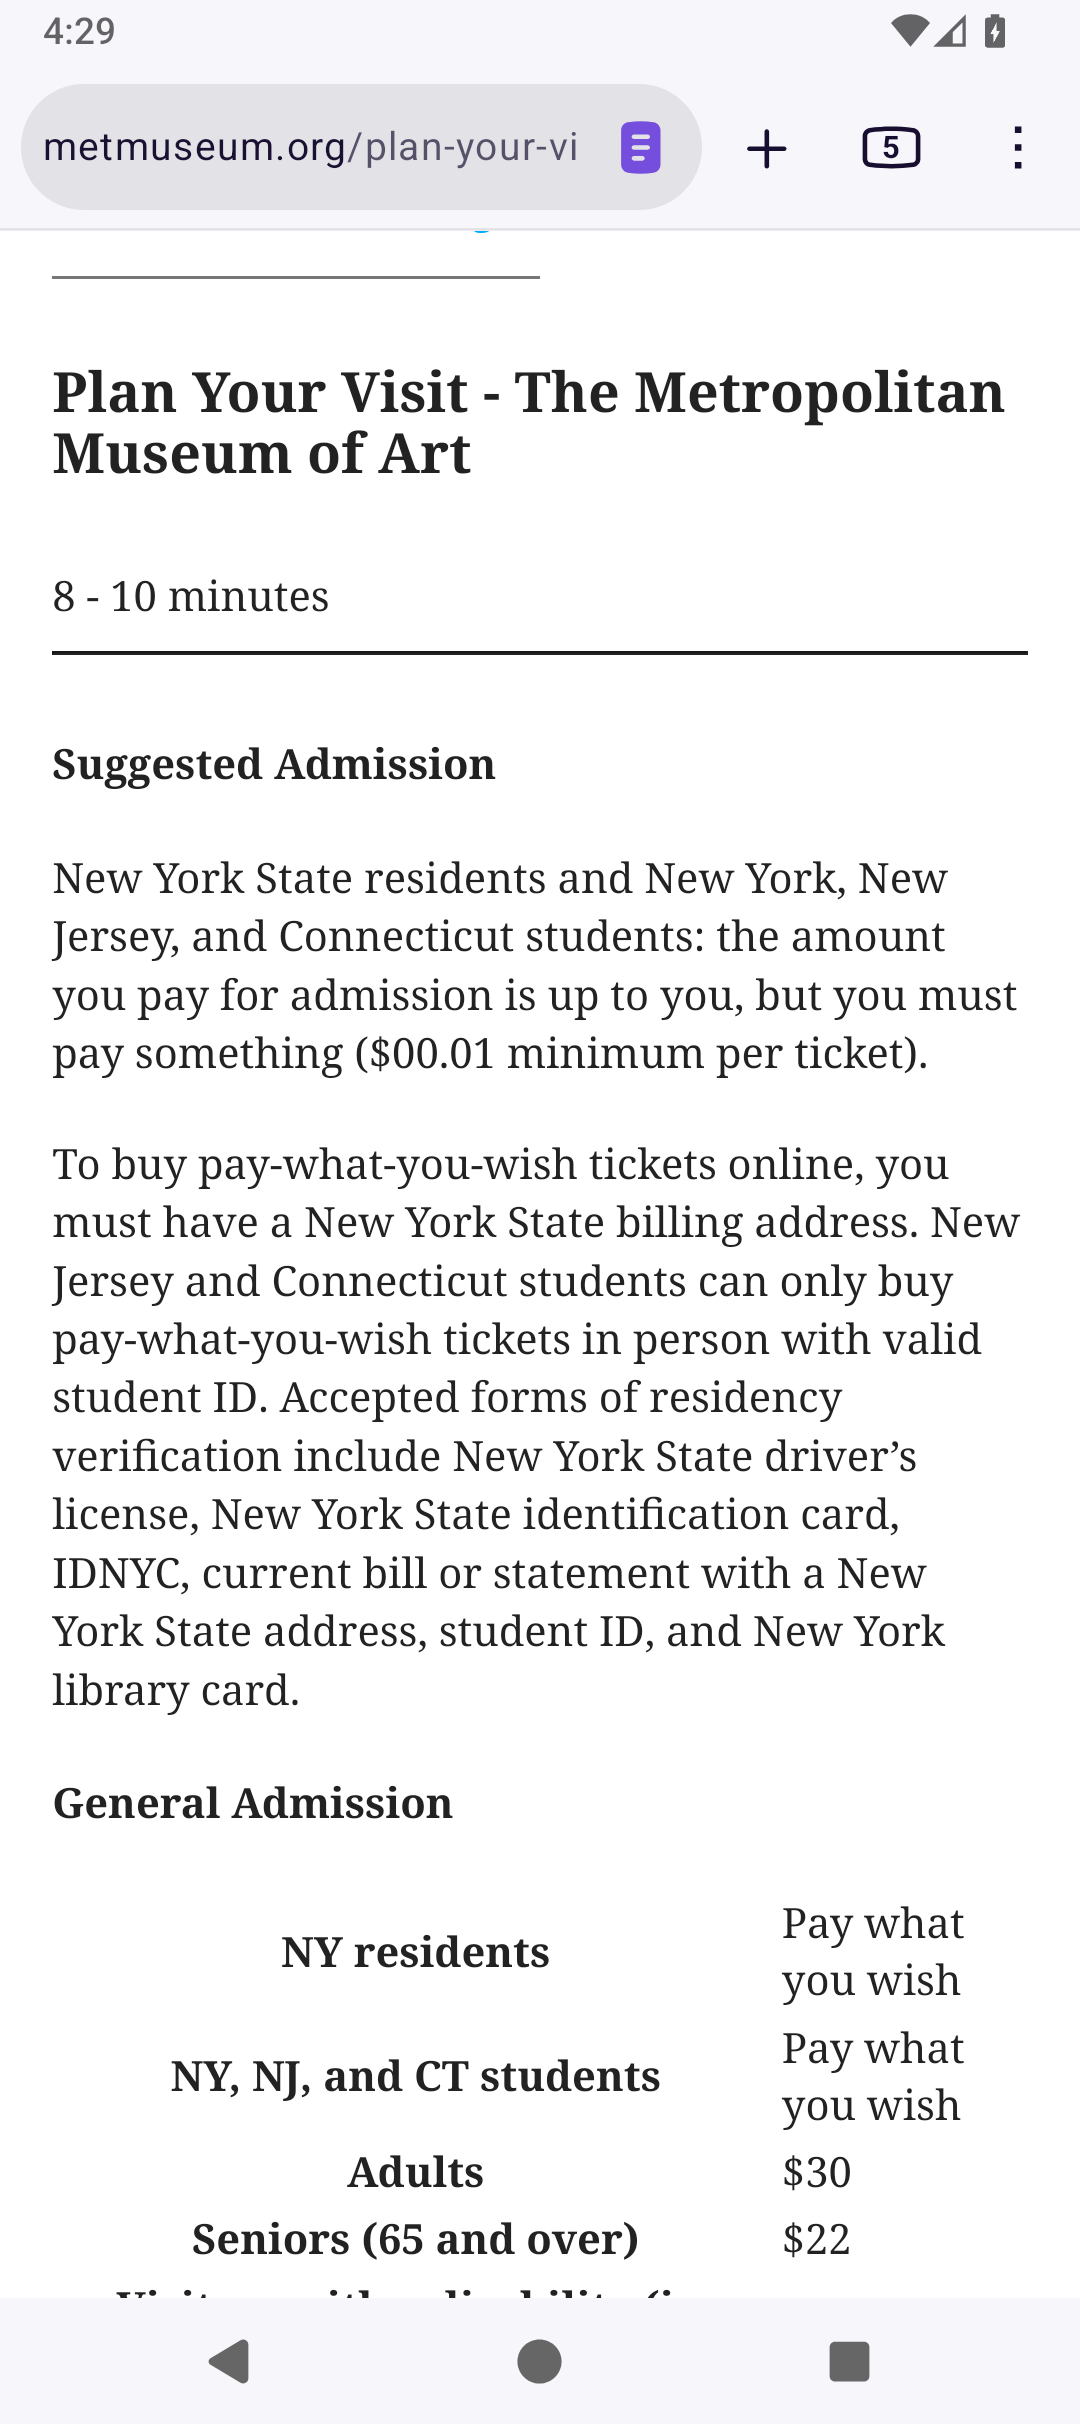 4:29
metmuseum.org/plan-your-vi
5
Plan Your Visit - The Metropolitan
Museum of Art
8 - 10 minutes
Suggested Admission
New York State residents and New York, New
Jersey, and Connecticut students: the amount
you pay for admission is up to you, but you must
pay something ($00.01 minimum per ticket).
To buy pay-what-you-wish tickets online, you
must have a New York State billing address. New
Jersey and Connecticut students can only buy
pay-what-you-wish tickets in person with valid
student ID. Accepted forms of residency
verification include New York State driver’s
license, New York State identification card,
IDNYC, current bill or statement with a New
York State address, student ID, and New York
library card.
General Admission
NY residents Pay what
you wish
NY, NJ, and CT students Pay what
you wish
Adults $30
Seniors (65 and over) $22